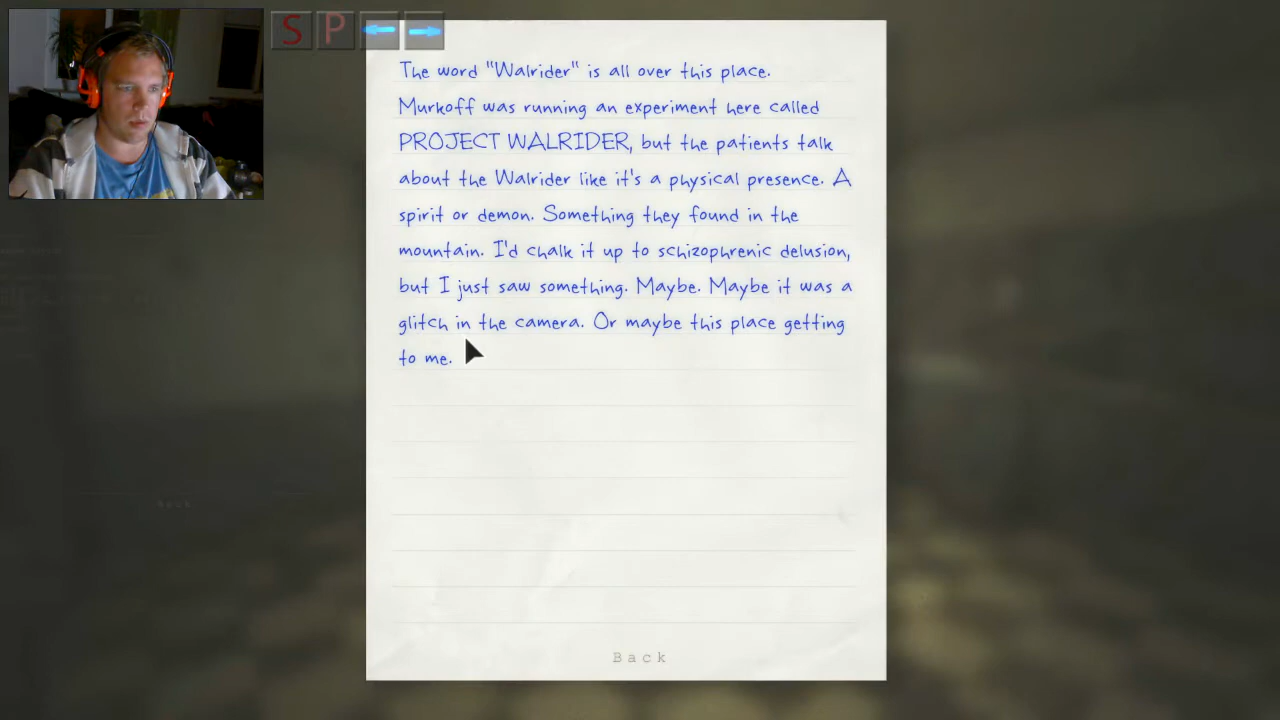 S P
The word "Walrider" is all over this place.
Murkoff was running an experiment here called
PROJECT WALRIDER, but the patients talk
about the Walrider like it's a physical presence. A
spirit or demon. Something they found in the
mountain. I'd chalk it up to schizophrenic delusion,
but I just saw something. Maybe. Maybe it was a
glitch in the camera. Or maybe this place getting
to me.
Back